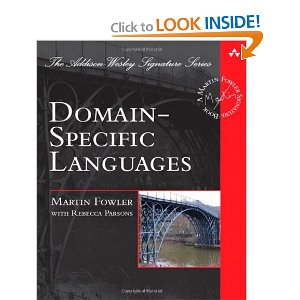 Click to LOOK INSIDE!
The Addison Wesley Signature Series
A MARTIN FOWLER SIGNATURE BOOK
DOMAIN-
SPECIFIC
LANGUAGES
MARTIN FOWLER
WITH REBECCA PARSONS